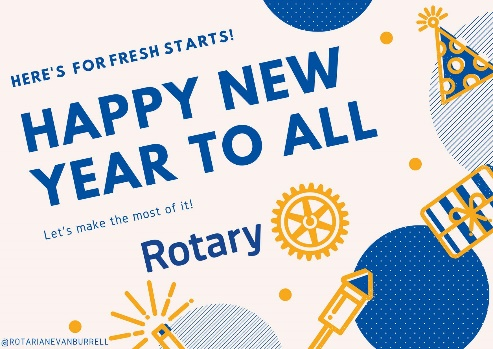 HERE'S FOR FRESH STARTS!
HAPPY NEW
YEAR TO ALL
Let's make the most of it!
Rotary
@ROTARIANEVANBURRELL